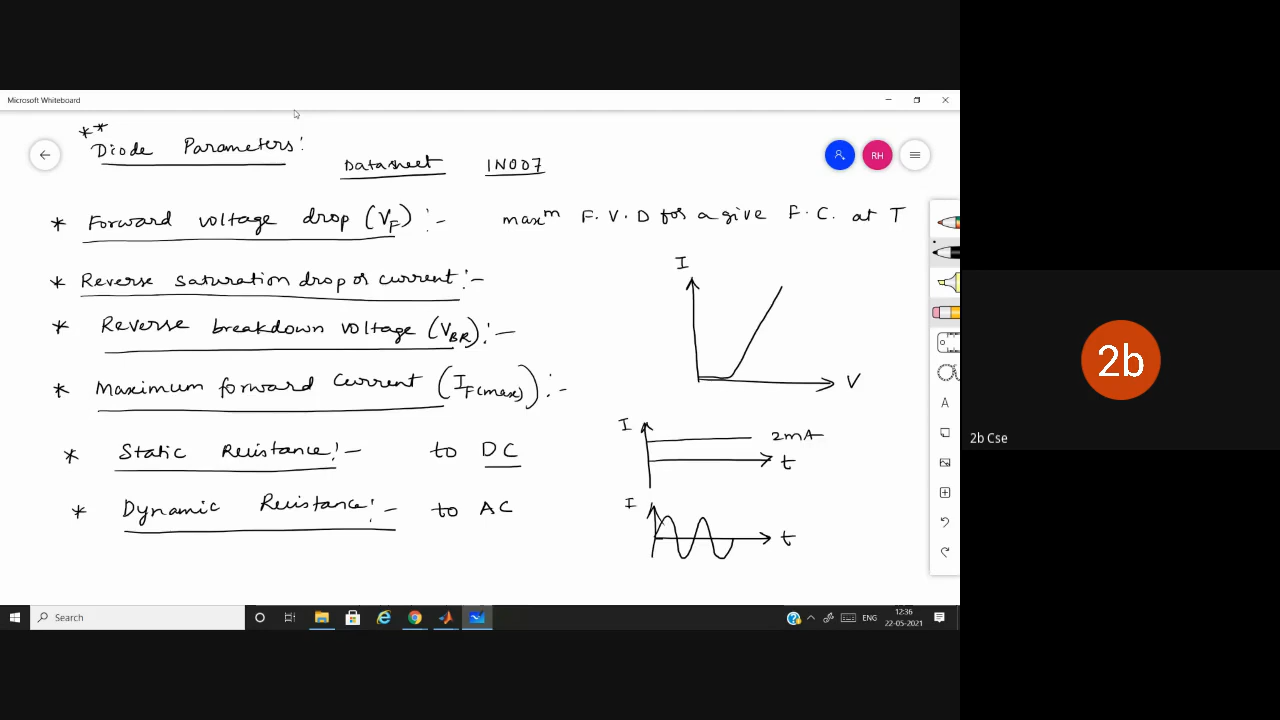 Microsoft Whiteboard
** Diode Parameters:
Datasheet 1N007
RH
* Forward voltage drop (VF) :- maxm F.V.D for a give F.C. at T
* Reverse saturation drop or current :-
* Reverse breakdown voltage (VBR) :-
* Maximum forward current (IF(max)) :-
* Static Resistance :- to DC
* Dynamic Resistance :- to AC
I
V
I
2mA
t
I
t
A
2b
2b Cse
Search
ENG
12:36
22-05-2021